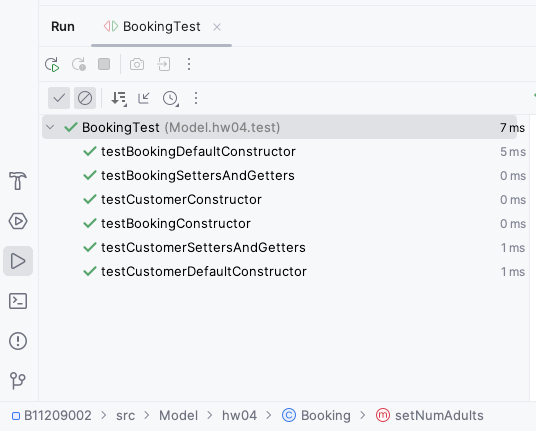 Run BookingTest
BookingTest (Model.hw04.test) 7 ms
testBookingDefaultConstructor 5 ms
testBookingSettersAndGetters 0 ms
testCustomerConstructor 0 ms
testBookingConstructor 0 ms
testCustomerSettersAndGetters 1 ms
testCustomerDefaultConstructor 1 ms
B11209002 > src > Model > hw04 > Booking > setNumAdults